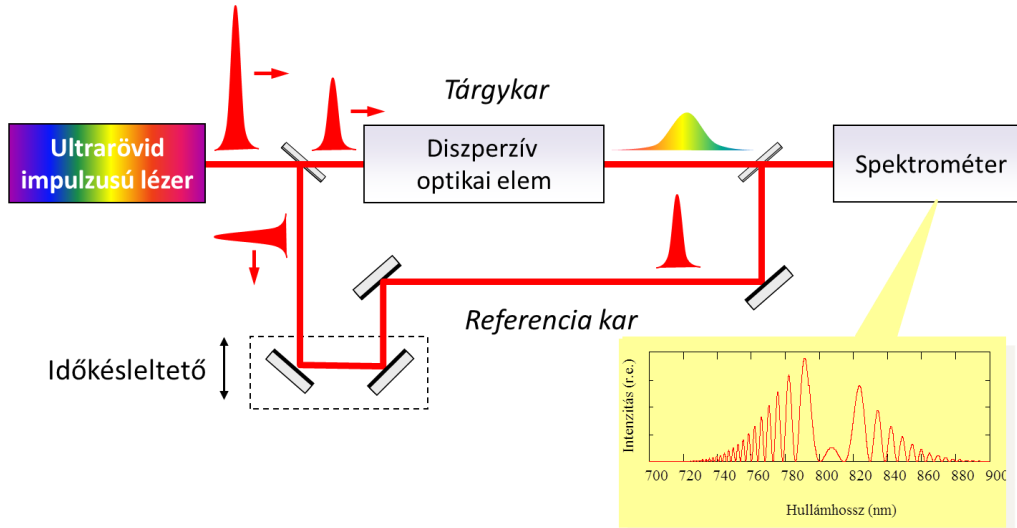 Tárgykar
Ultrarövid
impulzusú lézer
Diszperzív
optikai elem
Spektrométer
Referencia kar
Időkésleltető
Intenzitás (r.e.)
700 720 740 760 780 800 820 840 860 880 900
Hullámhossz (nm)